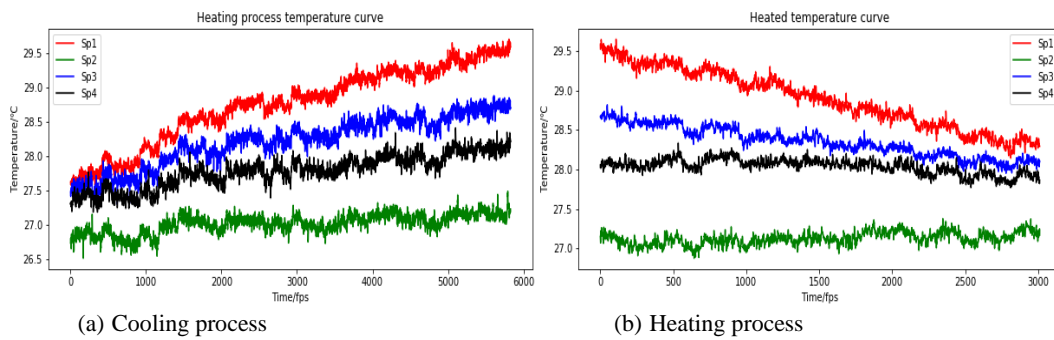 Heating process temperature curve
Sp1
Sp2
Sp3
Sp4
29.5
29.0
28.5
28.0
27.5
27.0
26.5
Temperature/°C
0 1000 2000 3000 4000 5000 6000
Time/fps
(a) Cooling process
Heated temperature curve
Sp1
Sp2
Sp3
Sp4
29.5
29.0
28.5
28.0
27.5
27.0
Temperature/°C
0 500 1000 1500 2000 2500 3000
Time/fps
(b) Heating process